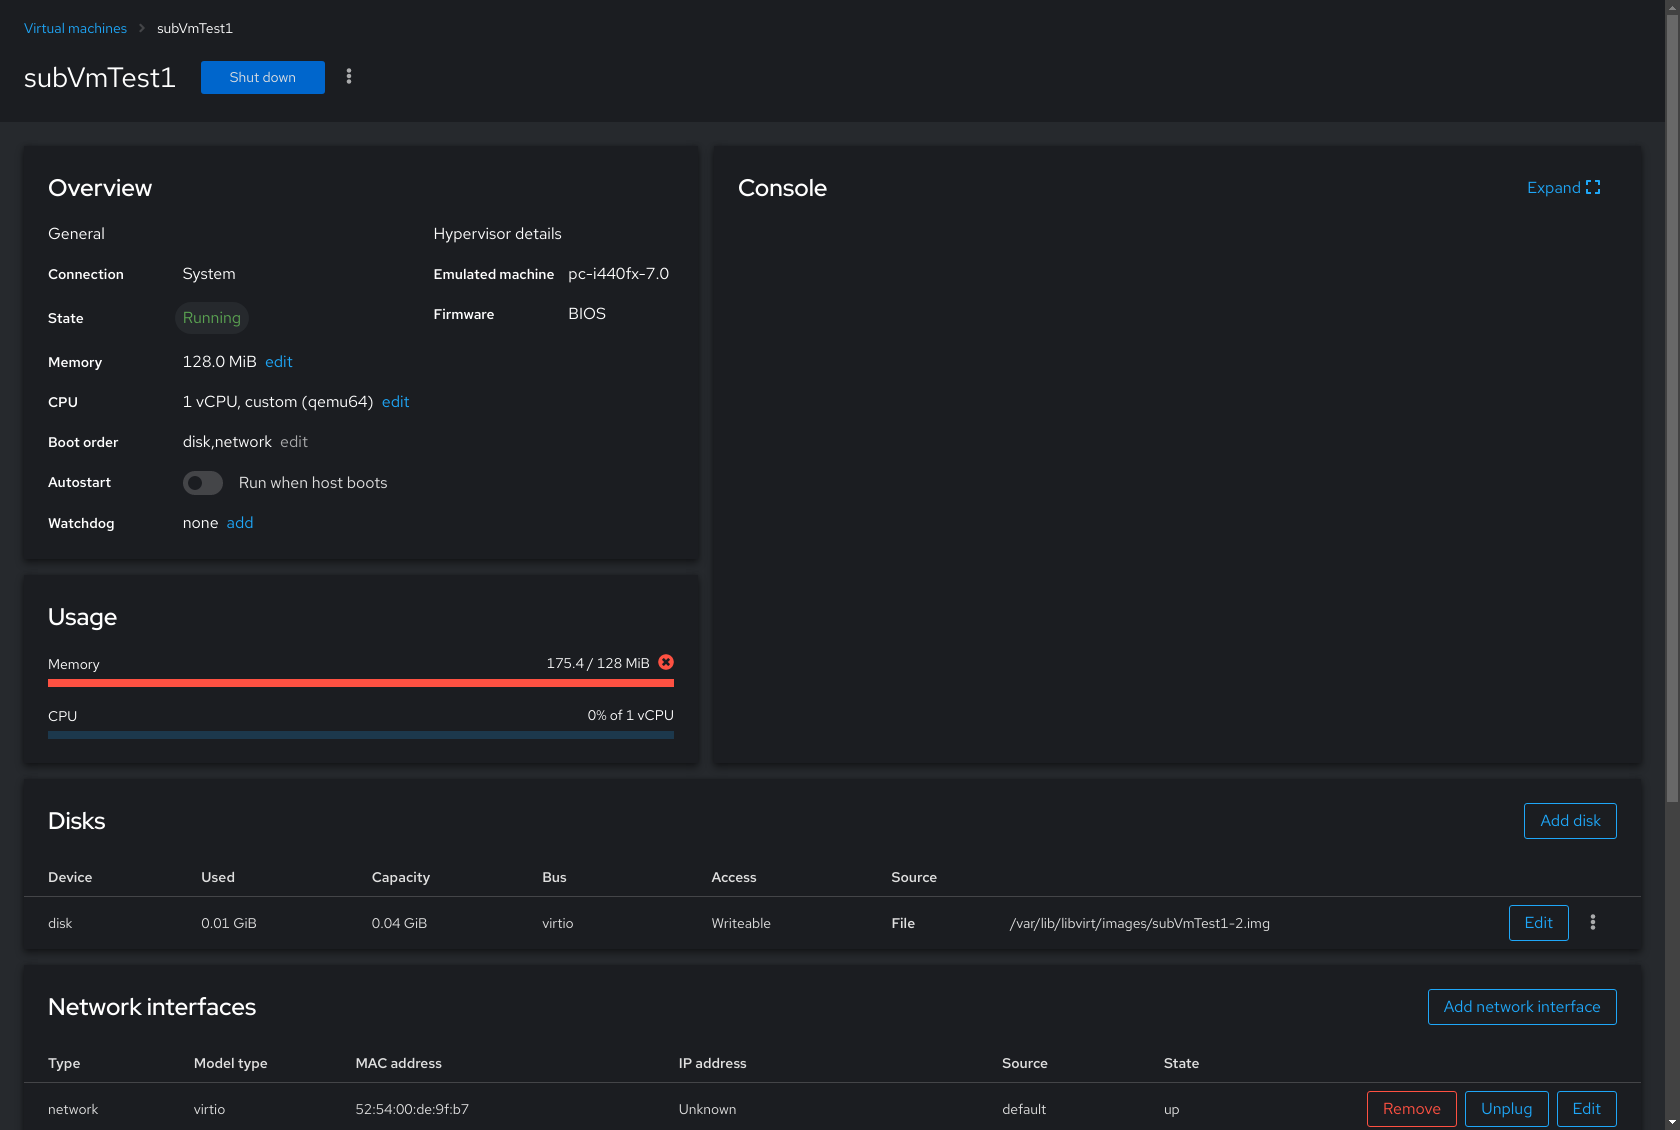 Virtual machines > subVmTest1
subVmTest1 Shut down
Overview
General
Connection System
State Running
Memory 128.0 MiB edit
CPU 1 vCPU, custom (qemu64) edit
Boot order disk,network edit
Autostart Run when host boots
Watchdog none add
Hypervisor details
Emulated machine pc-i440fx-7.0
Firmware BIOS
Console Expand
Usage
Memory 175.4 / 128 MiB
CPU 0% of 1 vCPU
Disks Add disk
Device Used Capacity Bus Access Source
disk 0.01 GiB 0.04 GiB virtio Writeable File /var/lib/libvirt/images/subVmTest1-2.img Edit
Network interfaces Add network interface
Type Model type MAC address IP address Source State
network virtio 52:54:00:de:9f:b7 Unknown default up Remove Unplug Edit